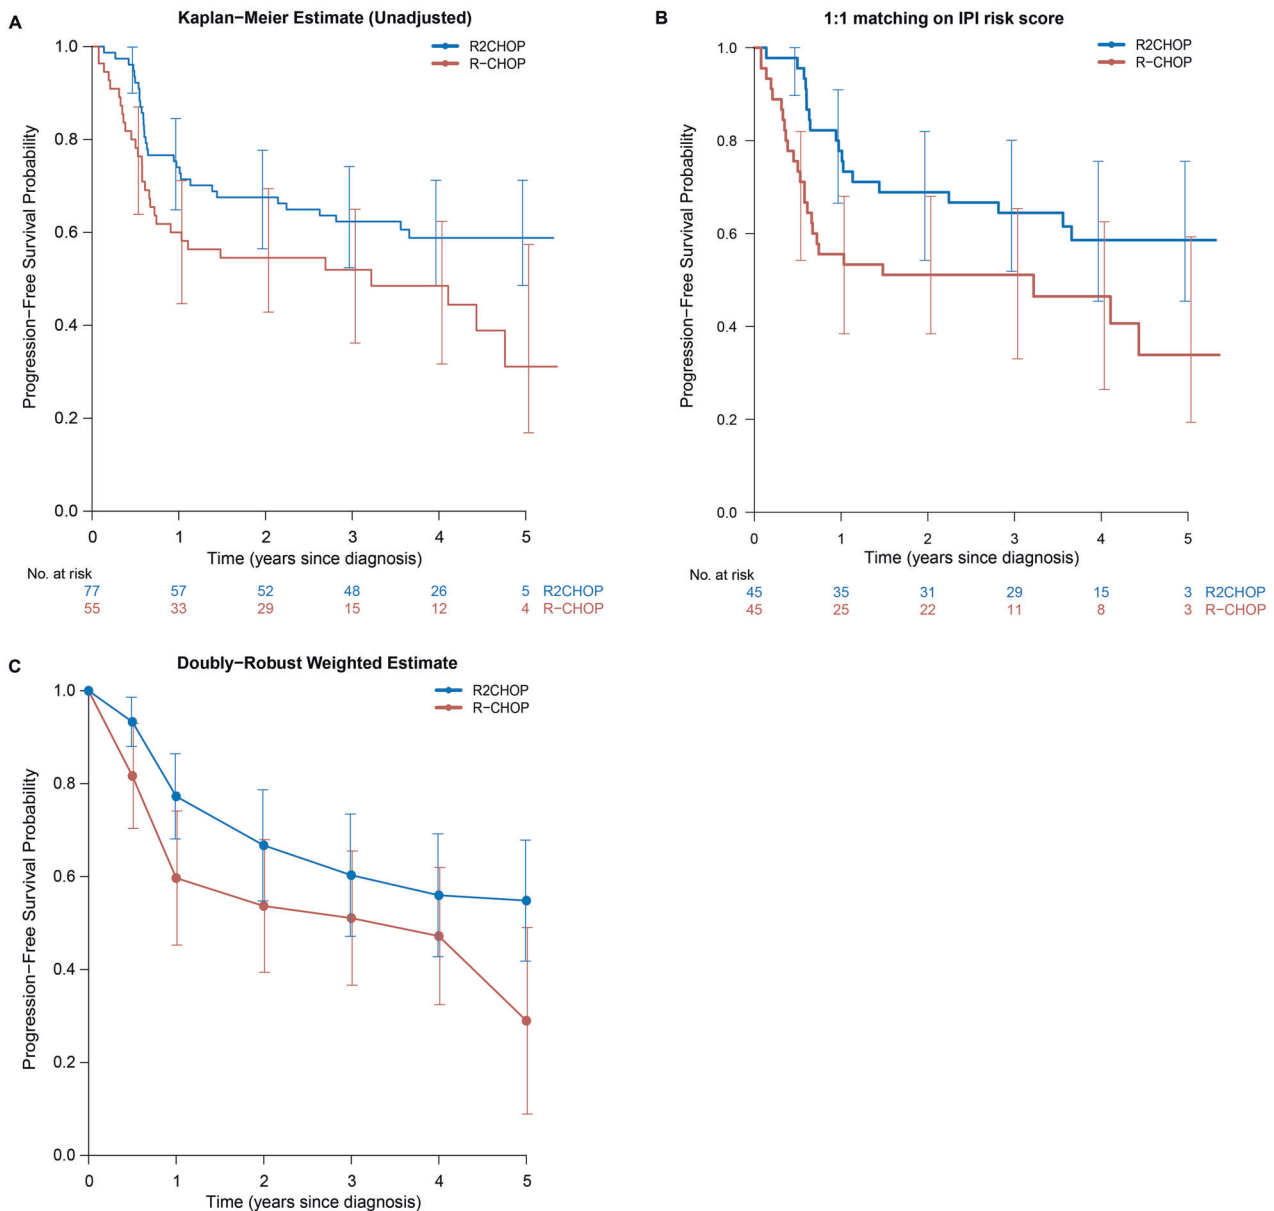 A
Kaplan−Meier Estimate (Unadjusted)
R2CHOP
R−CHOP
Progression−Free Survival Probability
1.0
0.8
0.6
0.4
0.2
0.0
0 1 2 3 4 5
Time (years since diagnosis)
No. at risk
77 57 52 48 26 5 R2CHOP
55 33 29 15 12 4 R−CHOP
B
1:1 matching on IPI risk score
R2CHOP
R−CHOP
Progression−Free Survival Probability
1.0
0.8
0.6
0.4
0.2
0.0
0 1 2 3 4 5
Time (years since diagnosis)
No. at risk
45 35 31 29 15 3 R2CHOP
45 25 22 11 8 3 R−CHOP
C
Doubly−Robust Weighted Estimate
R2CHOP
R−CHOP
Progression−Free Survival Probability
1.0
0.8
0.6
0.4
0.2
0.0
0 1 2 3 4 5
Time (years since diagnosis)